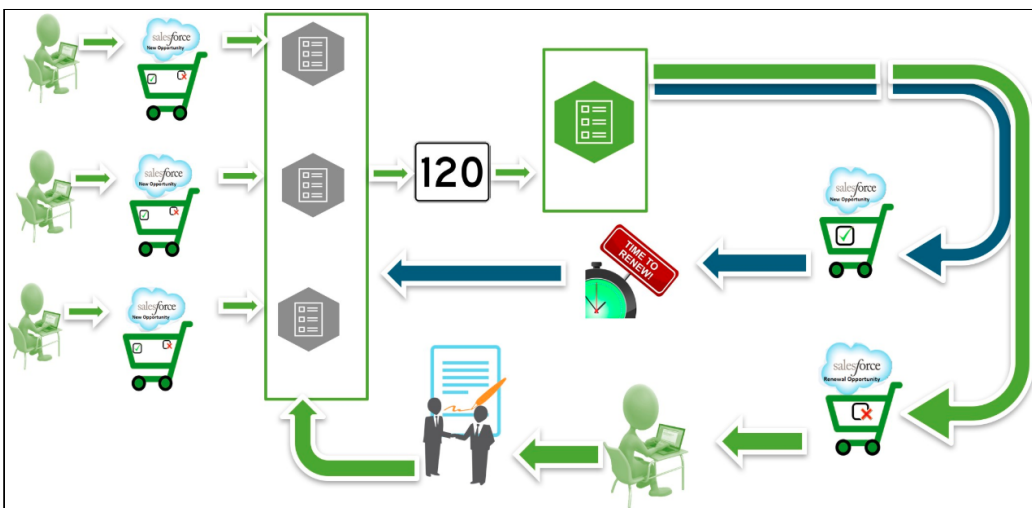 salesforce
New Opportunity
salesforce
New Opportunity
salesforce
New Opportunity
120
salesforce
New Opportunity
TIME TO
RENEW!
salesforce
Renewal Opportunity